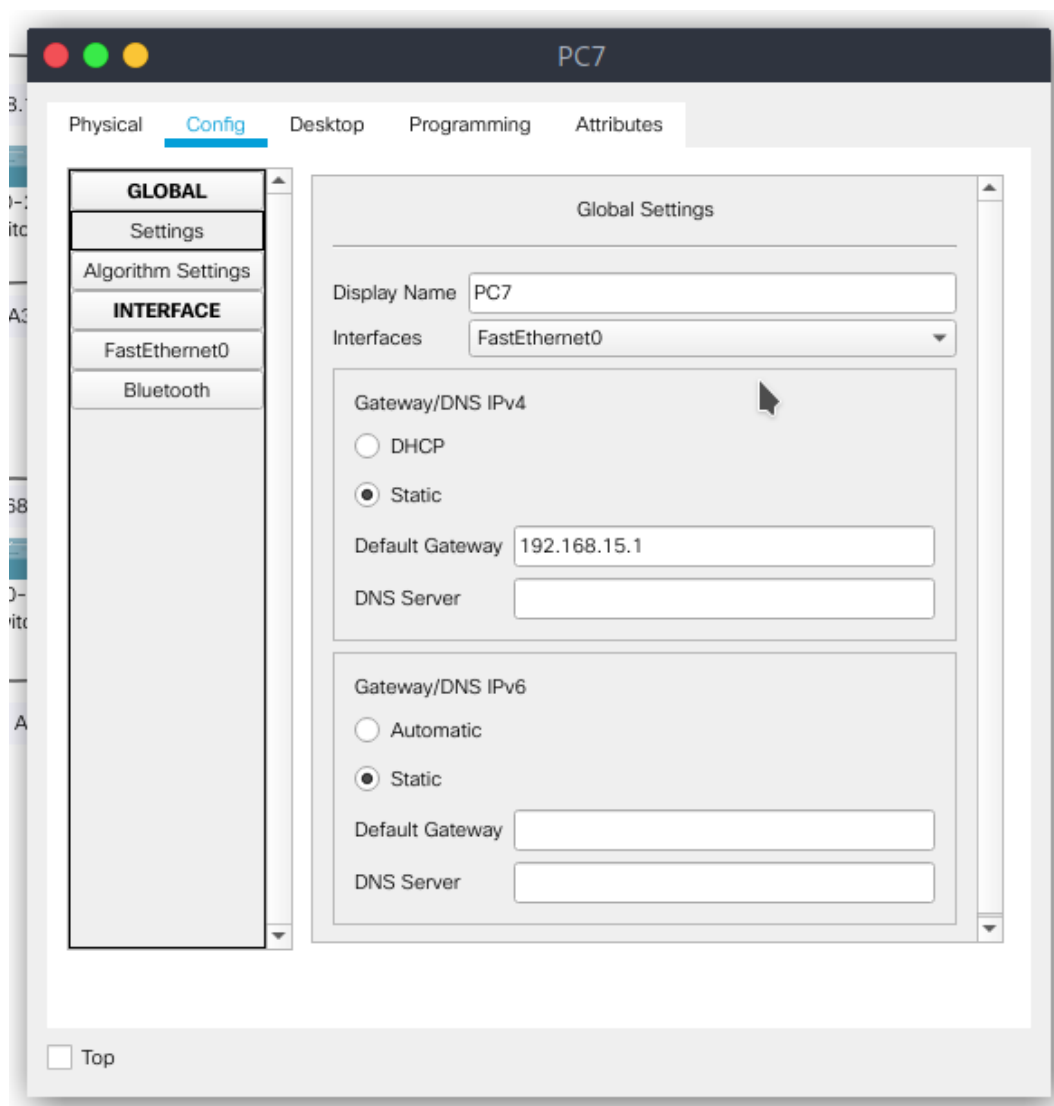 PC7
Physical Config Desktop Programming Attributes
GLOBAL
Settings
Algorithm Settings
INTERFACE
FastEthernet0
Bluetooth
Global Settings
Display Name PC7
Interfaces FastEthernet0
Gateway/DNS IPv4
DHCP
Static
Default Gateway 192.168.15.1
DNS Server
Gateway/DNS IPv6
Automatic
Static
Default Gateway
DNS Server
Top